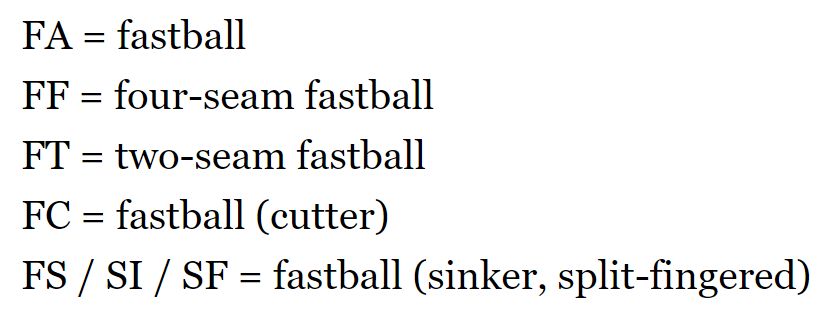 FA = fastball
FF = four-seam fastball
FT = two-seam fastball
FC = fastball (cutter)
FS / SI / SF = fastball (sinker, split-fingered)